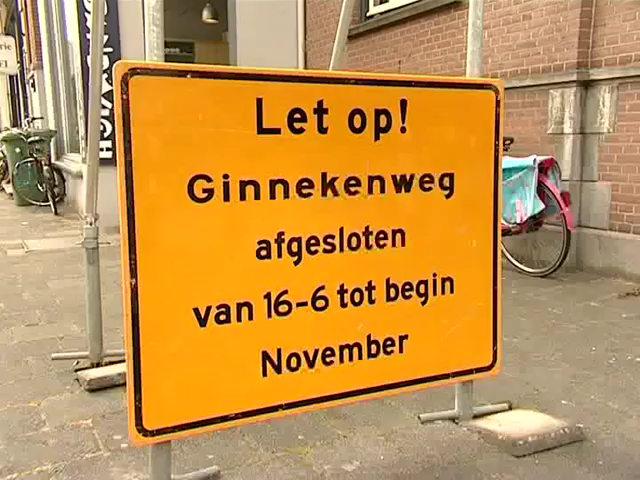 Let op!
Ginnekenweg
afgesloten
van 16-6 tot begin
November